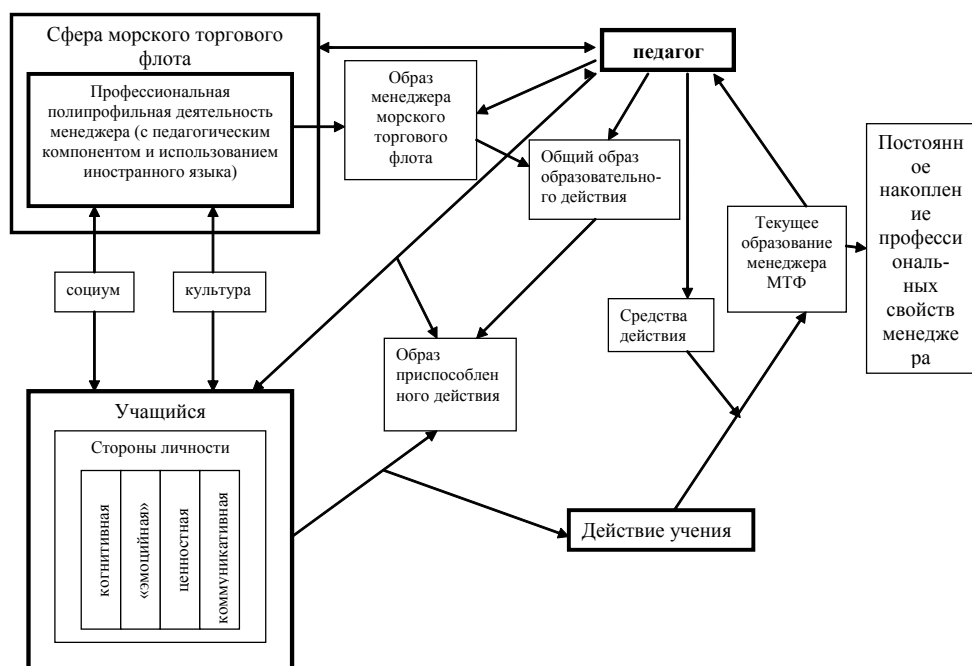 Сфера морского торгового
флота
Профессиональная
полипрофильная деятельность
менеджера (с педагогическим
компонентом и использованием
иностранного языка)
Образ
менеджера
морского
торгового
флота
педагог
Общий образ
образовательно-
го действия
Текущее
образование
менеджера
МТФ
Постоянн
ое
накоплен
ие
професси
ональ-
ных
свойств
менедже
ра
социум
культура
Средства
действия
Образ
приспособлен
ного действия
Учащийся
Стороны личности
когнитивная
«эмоцийная»
ценностная
коммуникативная
Действие учения